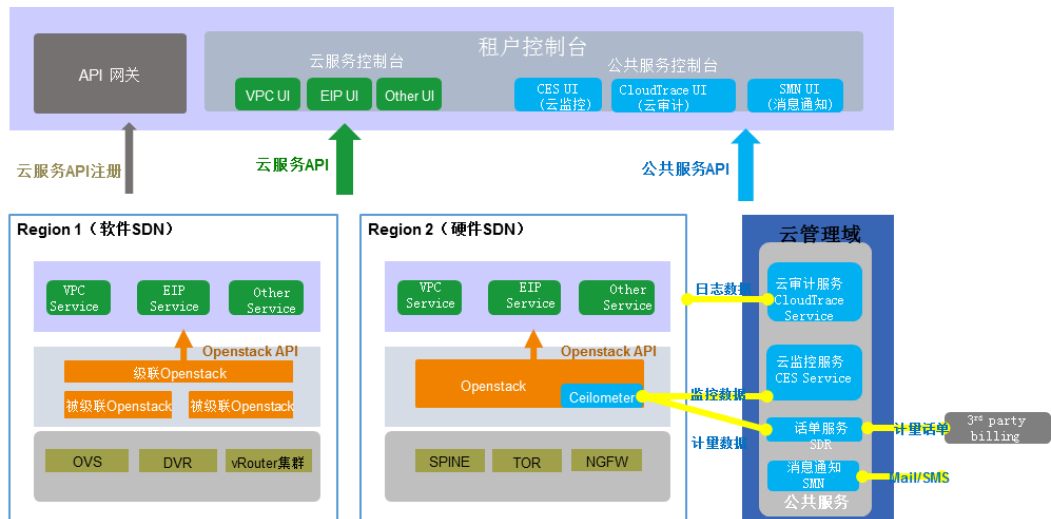 租户控制台
API 网关
云服务控制台
公共服务控制台
VPC UI
EIP UI
Other UI
CES UI
(云监控)
CloudTrace UI
(云审计)
SMN UI
(消息通知)
云服务API注册
云服务API
公共服务API
Region 1（软件SDN）
VPC
Service
EIP
Service
Other
Service
Openstack API
级联Openstack
被级联Openstack
被级联Openstack
OVS
DVR
vRouter集群
Region 2（硬件SDN）
VPC
Service
EIP
Service
Other
Service
Openstack API
Openstack
Ceilometer
SPINE
TOR
NGFW
日志数据
监控数据
计量数据
云管理域
云审计服务
CloudTrace
Service
云监控服务
CES Service
话单服务
SDR
消息通知
SMN
公共服务
计量话单
3rd party
billing
Mail/SMS